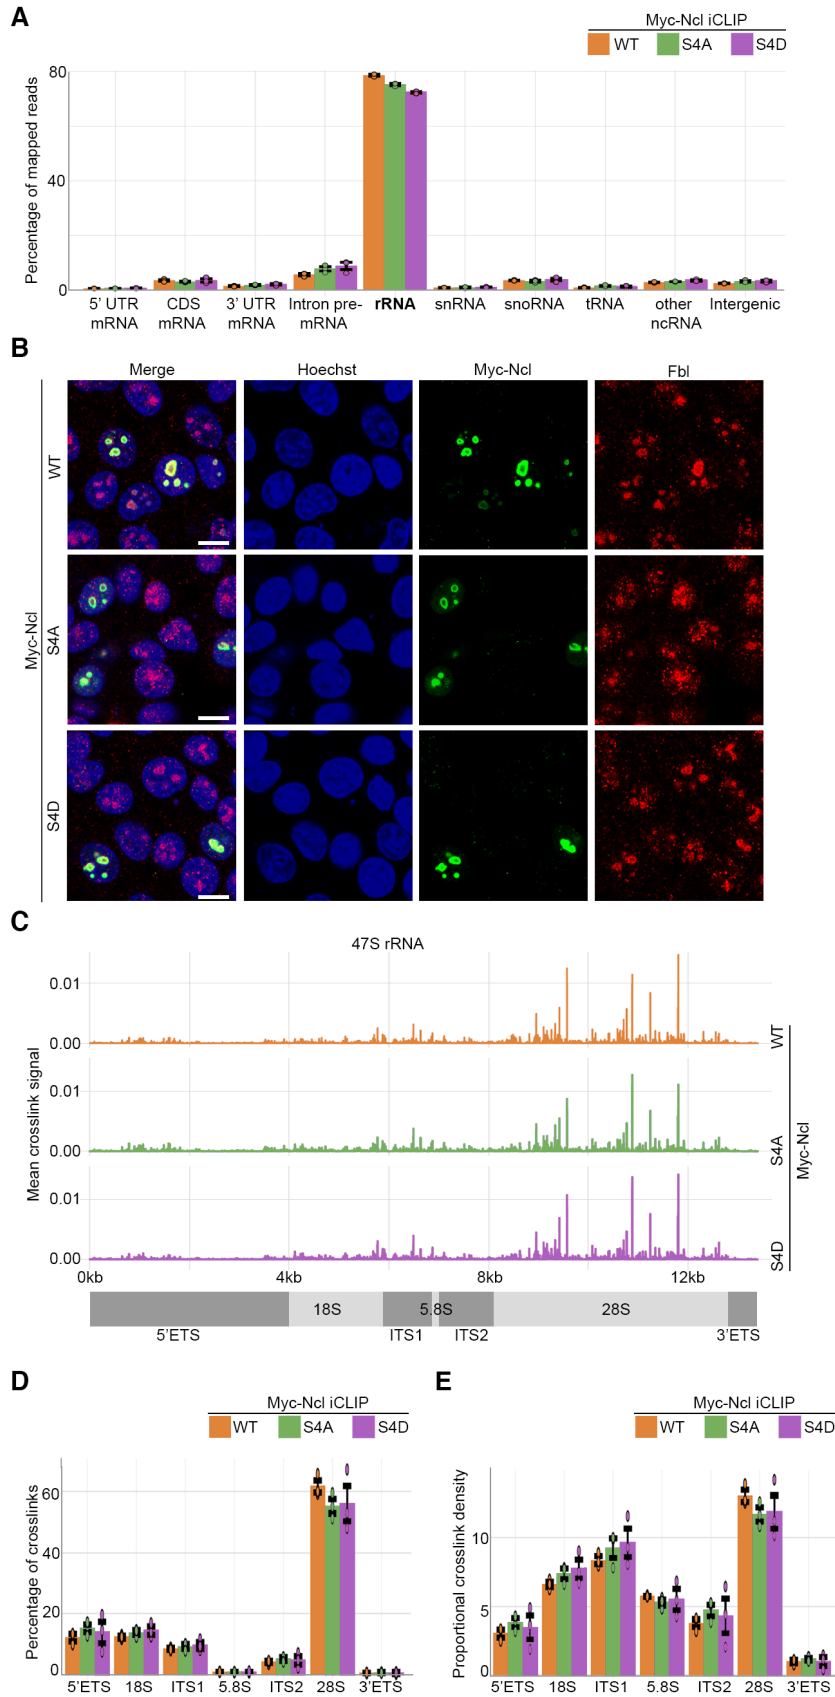 A
Myc-Ncl iCLIP
WT S4A S4D
Percentage of mapped reads
80
40
0
5' UTR mRNA
CDS mRNA
3' UTR mRNA
Intron pre-mRNA
rRNA
snRNA
snoRNA
tRNA
other ncRNA
Intergenic
B
Merge Hoechst Myc-Ncl Fbl
Myc-Ncl
WT
S4A
S4D
C
47S rRNA
Mean crosslink signal
0.01
0.00
WT
0.01
0.00
S4A
0.01
0.00
S4D
Myc-Ncl
0kb 4kb 8kb 12kb
18S 5.8S 28S
5'ETS ITS1 ITS2 3'ETS
D
Myc-Ncl iCLIP
WT S4A S4D
Percentage of crosslinks
60
40
20
0
5'ETS 18S ITS1 5.8S ITS2 28S 3'ETS
E
Myc-Ncl iCLIP
WT S4A S4D
Proportional crosslink density
10
5
0
5'ETS 18S ITS1 5.8S ITS2 28S 3'ETS